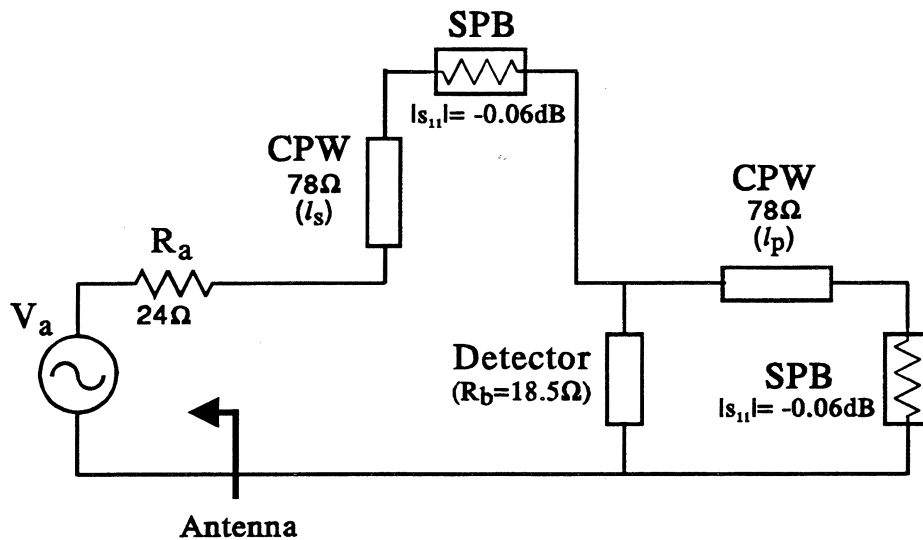 SPB
|s₁₁|= -0.06dB
CPW
78Ω
(lₛ)
CPW
78Ω
(lₚ)
Rₐ
24Ω
Vₐ
Detector
(R_b=18.5Ω)
SPB
|s₁₁|= -0.06dB
Antenna